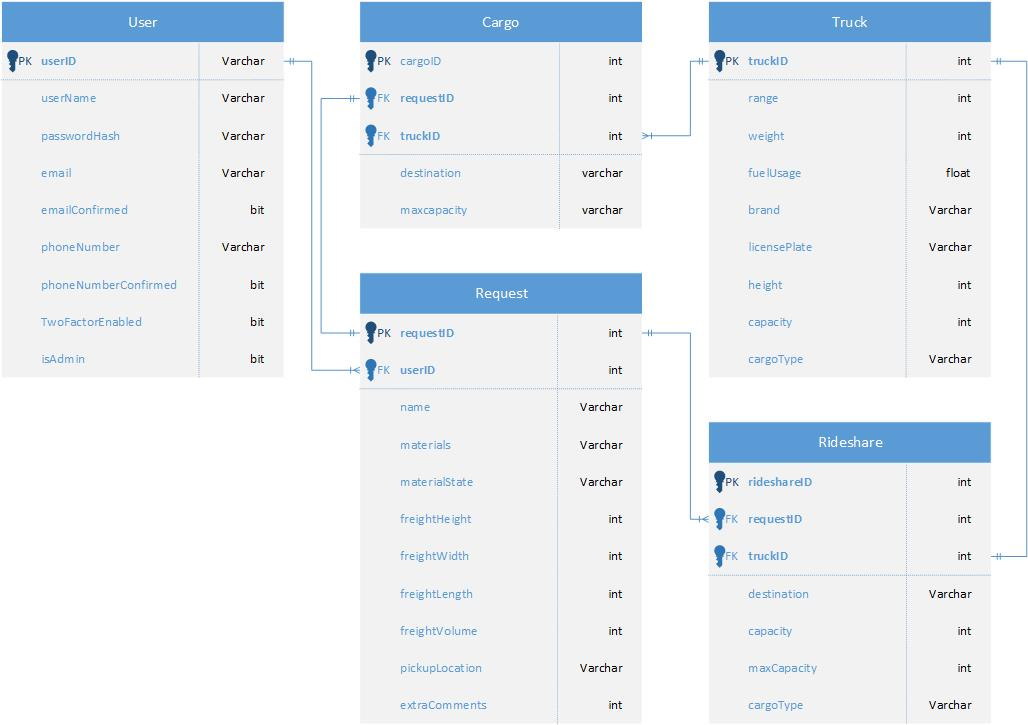 User
PK userID Varchar
userName Varchar
passwordHash Varchar
email Varchar
emailConfirmed bit
phoneNumber Varchar
phoneNumberConfirmed bit
TwoFactorEnabled bit
isAdmin bit
Cargo
PK cargoID int
FK requestID int
FK truckID int
destination varchar
maxcapacity varchar
Request
PK requestID int
FK userID int
name Varchar
materials Varchar
materialState Varchar
freightHeight int
freightWidth int
freightLength int
freightVolume int
pickupLocation Varchar
extraComments int
Truck
PK truckID int
range int
weight int
fuelUsage float
brand Varchar
licensePlate Varchar
height int
capacity int
cargoType Varchar
Rideshare
PK rideshareID int
FK requestID int
FK truckID int
destination Varchar
capacity int
maxCapacity int
cargoType Varchar